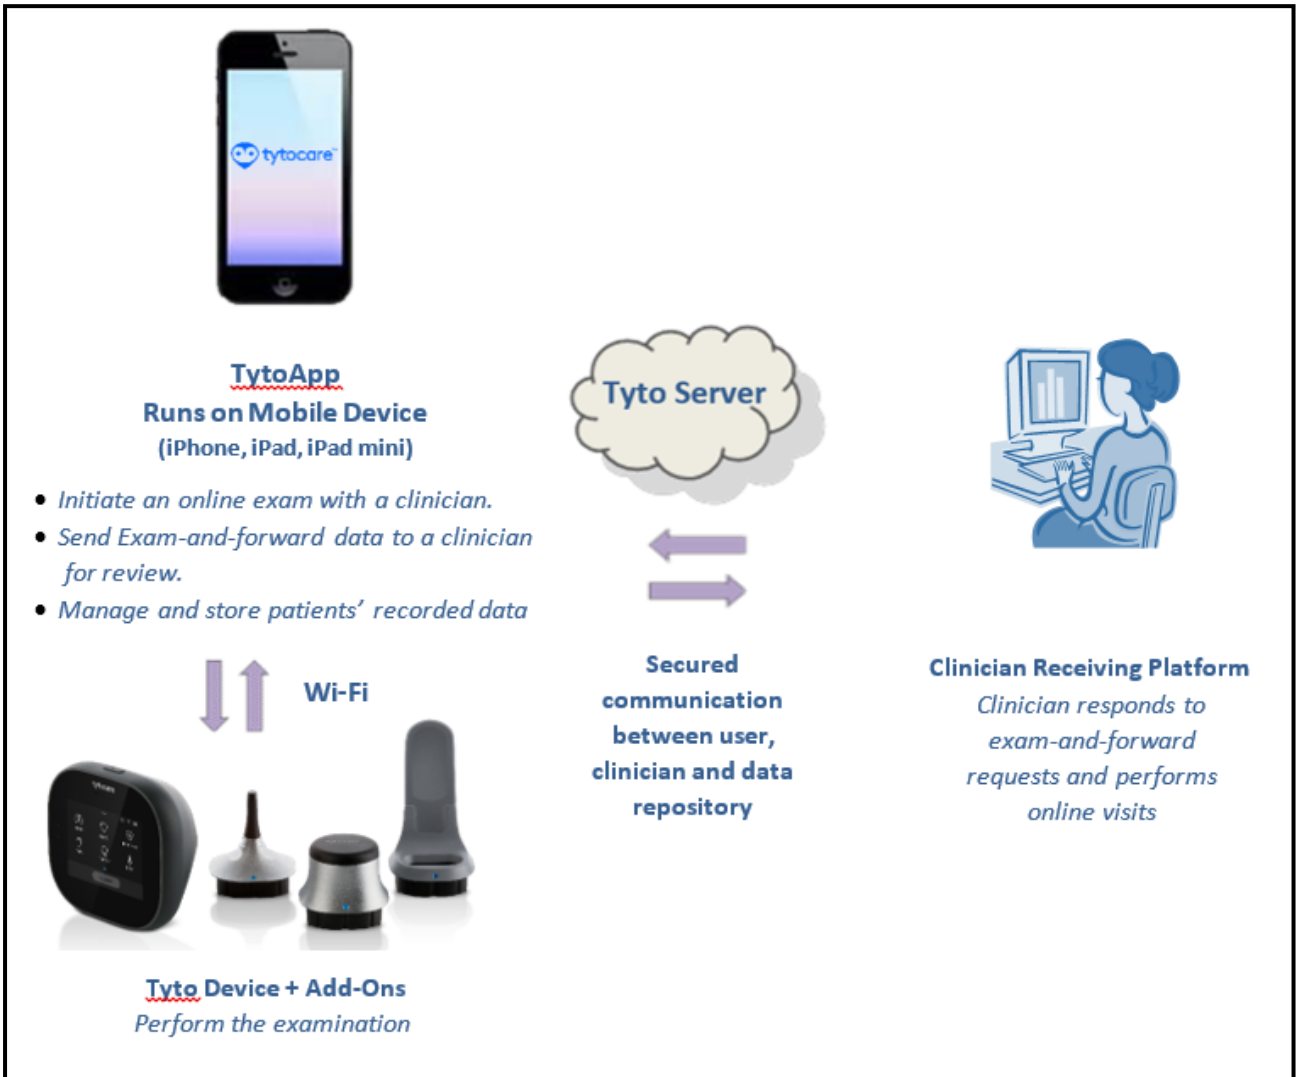 tytocare™
TytoApp
Runs on Mobile Device
(iPhone, iPad, iPad mini)
• Initiate an online exam with a clinician.
• Send Exam-and-forward data to a clinician
for review.
• Manage and store patients’ recorded data
Wi-Fi
tytocare
Tyto Device + Add-Ons
Perform the examination
Tyto Server
Secured
communication
between user,
clinician and data
repository
Clinician Receiving Platform
Clinician responds to
exam-and-forward
requests and performs
online visits